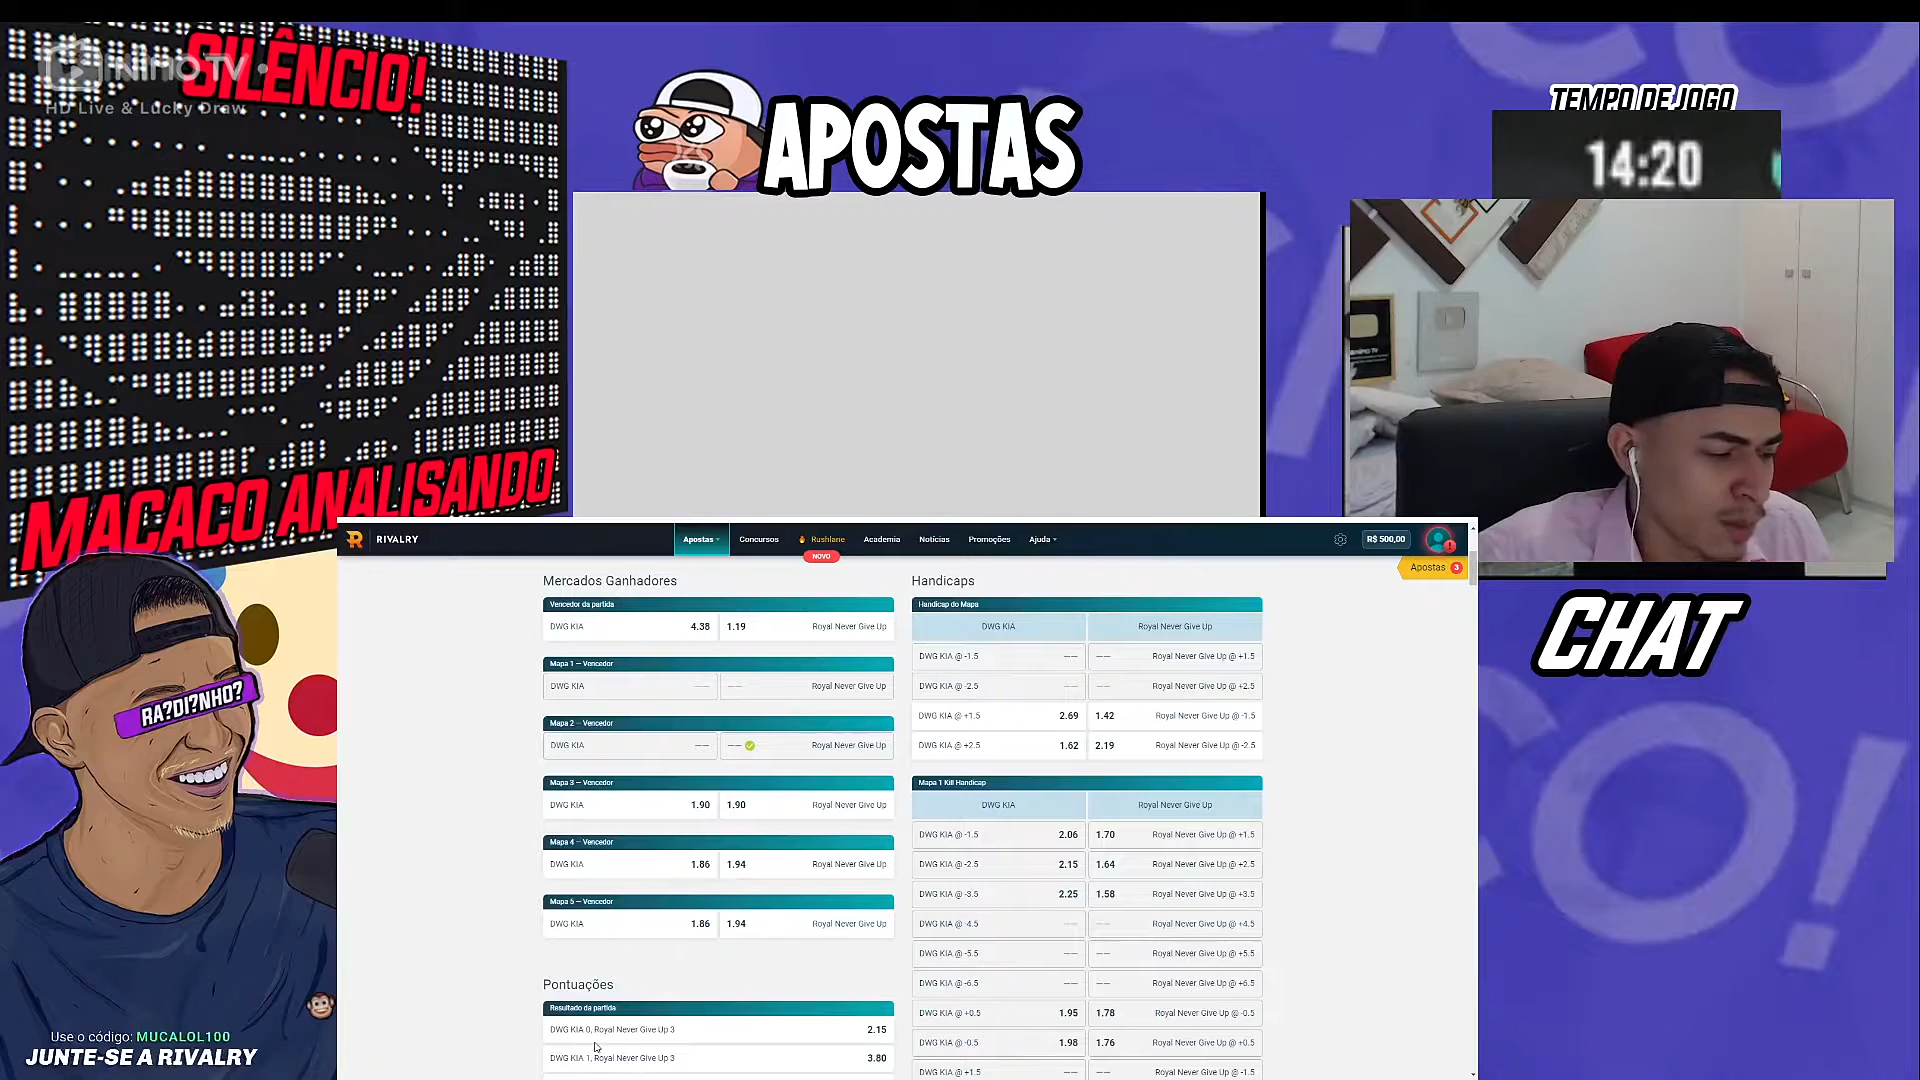 SILÊNCIO!
NIMO TV
HD Live & Lucky Draw
APOSTAS
TEMPO DE JOGO
14:20
MACACO ANALISANDO
RA?DI?NHO?
Use o código: MUCALOL100
JUNTE-SE A RIVALRY
CHAT
RIVALRY
Apostas
Concursos
Rushlane
NOVO
Academia
Notícias
Promoções
Ajuda
R$ 500,00
Apostas 3
Mercados Ganhadores
Vencedor da partida
DWG KIA 4.38 1.19 Royal Never Give Up
Mapa 1 — Vencedor
DWG KIA —— —— Royal Never Give Up
Mapa 2 — Vencedor
DWG KIA —— —— Royal Never Give Up
Mapa 3 — Vencedor
DWG KIA 1.90 1.90 Royal Never Give Up
Mapa 4 — Vencedor
DWG KIA 1.86 1.94 Royal Never Give Up
Mapa 5 — Vencedor
DWG KIA 1.86 1.94 Royal Never Give Up
Pontuações
Resultado da partida
DWG KIA 0, Royal Never Give Up 3 2.15
DWG KIA 1, Royal Never Give Up 3 3.80
Handicaps
Handicap do Mapa
DWG KIA Royal Never Give Up
DWG KIA @ -1.5 —— —— Royal Never Give Up @ +1.5
DWG KIA @ -2.5 —— —— Royal Never Give Up @ +2.5
DWG KIA @ +1.5 2.69 1.42 Royal Never Give Up @ -1.5
DWG KIA @ +2.5 1.62 2.19 Royal Never Give Up @ -2.5
Mapa 1 Kill Handicap
DWG KIA Royal Never Give Up
DWG KIA @ -1.5 2.06 1.70 Royal Never Give Up @ +1.5
DWG KIA @ -2.5 2.15 1.64 Royal Never Give Up @ +2.5
DWG KIA @ -3.5 2.25 1.58 Royal Never Give Up @ +3.5
DWG KIA @ -4.5 —— —— Royal Never Give Up @ +4.5
DWG KIA @ -5.5 —— —— Royal Never Give Up @ +5.5
DWG KIA @ -6.5 —— —— Royal Never Give Up @ +6.5
DWG KIA @ +0.5 1.95 1.78 Royal Never Give Up @ -0.5
DWG KIA @ -0.5 1.98 1.76 Royal Never Give Up @ +0.5
DWG KIA @ +1.5 —— —— Royal Never Give Up @ -1.5